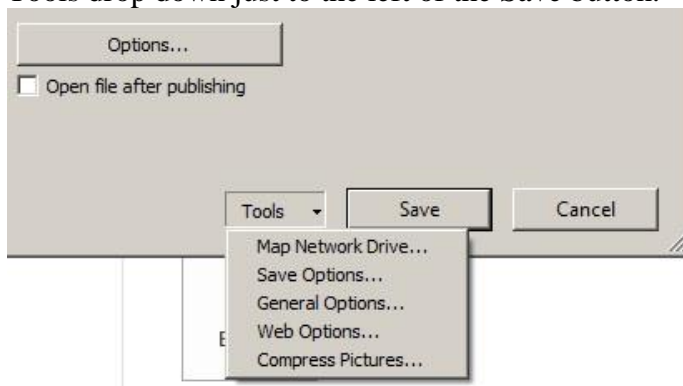 Tools drop down just to the left of the Save button.
Options...
Open file after publishing
Tools Save Cancel
Map Network Drive...
Save Options...
General Options...
Web Options...
Compress Pictures...